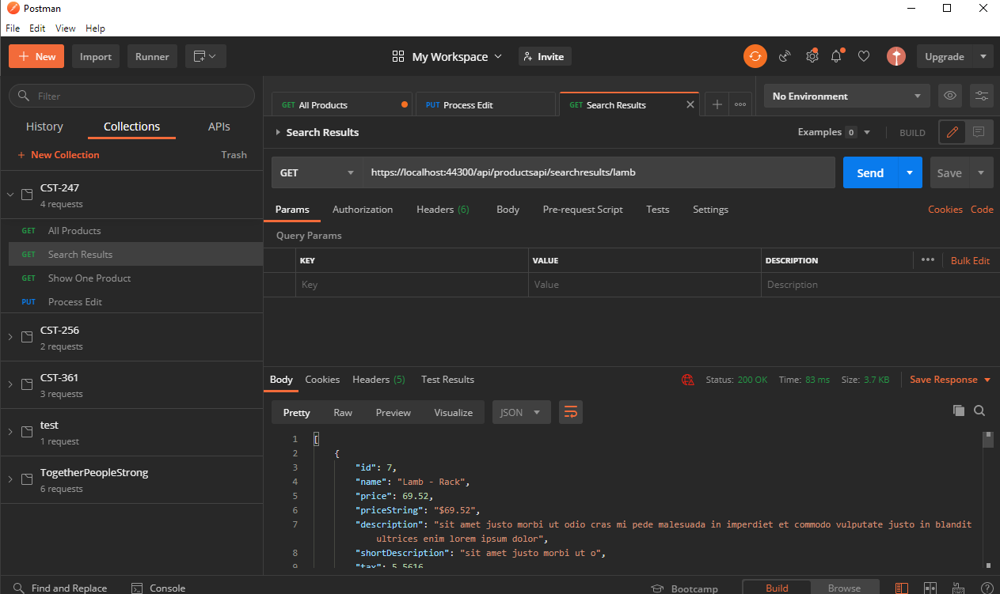 Postman
File Edit View Help
New Import Runner My Workspace Invite Upgrade
Filter
History Collections APIs
+ New Collection Trash
CST-247
4 requests
GET All Products
GET Search Results
GET Show One Product
PUT Process Edit
CST-256
2 requests
CST-361
3 requests
test
1 request
TogetherPeopleStrong
6 requests
GET All Products PUT Process Edit GET Search Results No Environment
Search Results Examples 0 BUILD
GET https://localhost:44300/api/productsapi/searchresults/lamb Send Save
Params Authorization Headers (6) Body Pre-request Script Tests Settings Cookies Code
Query Params
KEY VALUE DESCRIPTION Bulk Edit
Key Value Description
Body Cookies Headers (5) Test Results Status: 200 OK Time: 83 ms Size: 3.7 KB Save Response
Pretty Raw Preview Visualize JSON
1 [
2 {
3 "id": 7,
4 "name": "Lamb - Rack",
5 "price": 69.52,
6 "priceString": "$69.52",
7 "description": "sit amet justo morbi ut odio cras mi pede malesuada in imperdiet et commodo vulputate justo in blandit
ultrices enim lorem ipsum dolor",
8 "shortDescription": "sit amet justo morbi ut o",
9 "tax": 5.5616
Find and Replace Console Bootcamp Build Browse